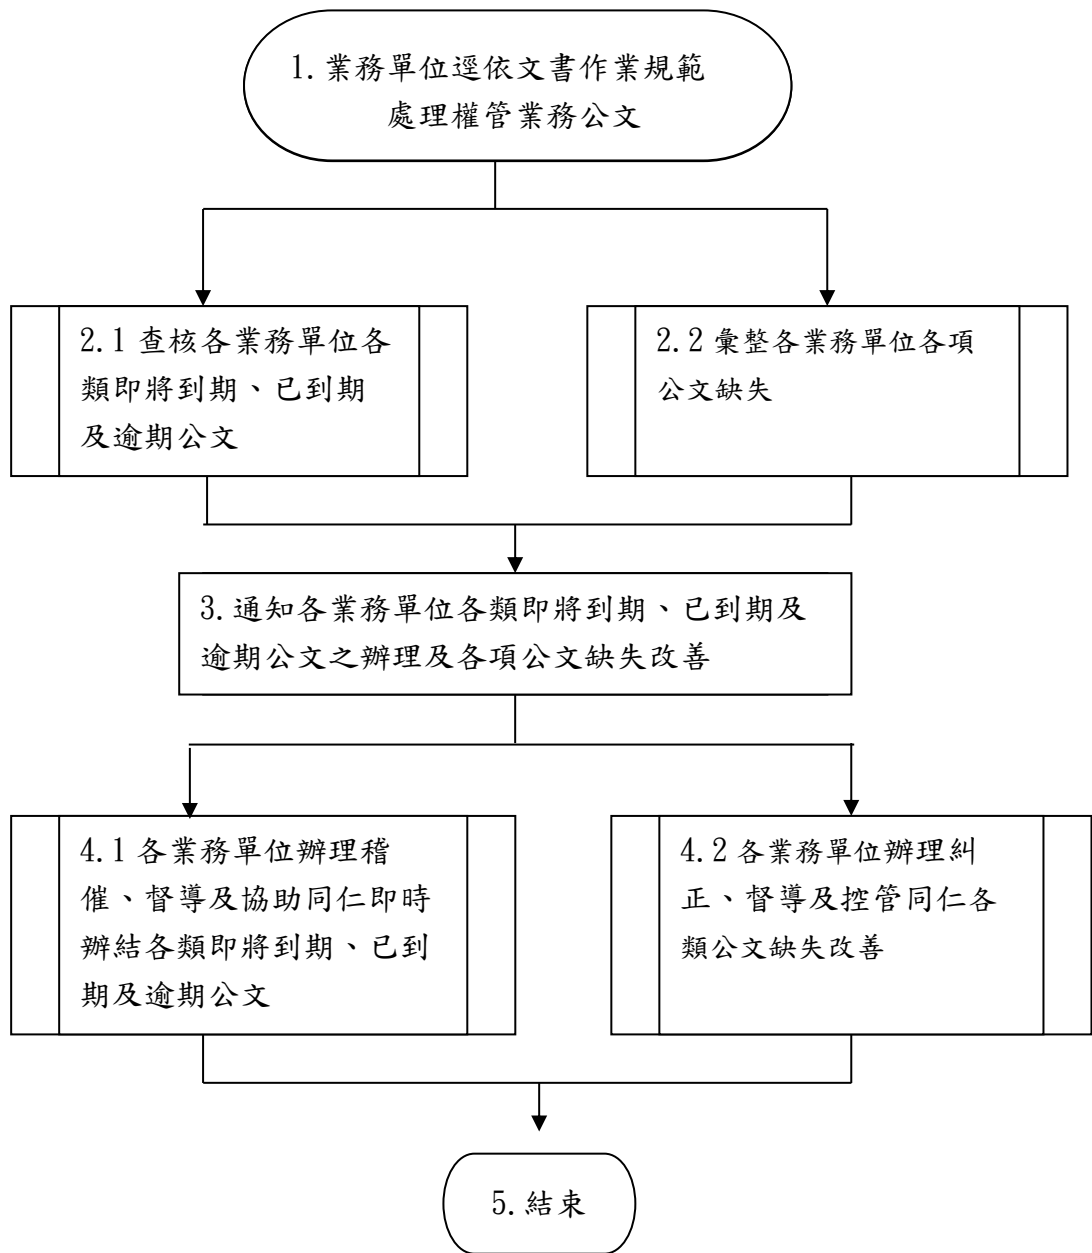 1.業務單位逕依文書作業規範
處理權管業務公文
2.1 查核各業務單位各
類即將到期、已到期
及逾期公文
2.2 彙整各業務單位各項
公文缺失
3.通知各業務單位各類即將到期、已到期及
逾期公文之辦理及各項公文缺失改善
4.1 各業務單位辦理稽
催、督導及協助同仁即時
辦結各類即將到期、已到
期及逾期公文
4.2 各業務單位辦理糾
正、督導及控管同仁各
類公文缺失改善
5.結束